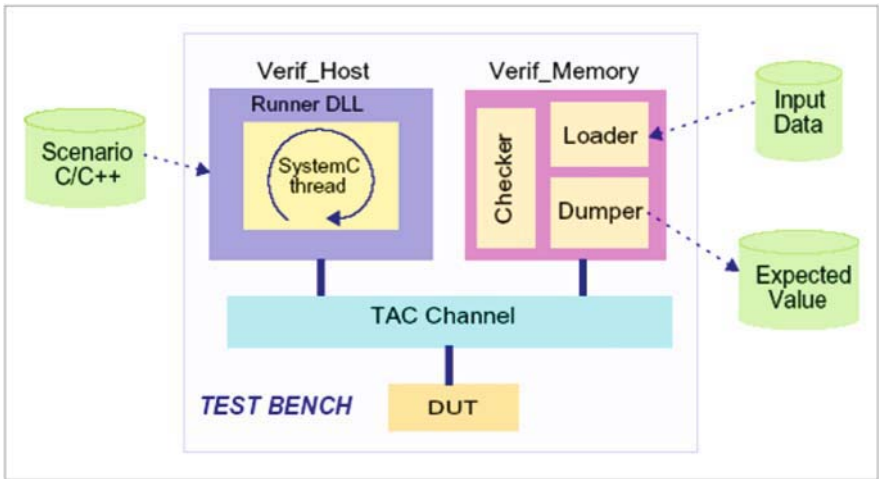 Verif_Host
Verif_Memory
Runner DLL
SystemC
thread
Scenario
C/C++
Checker
Loader
Dumper
Input
Data
Expected
Value
TAC Channel
TEST BENCH
DUT